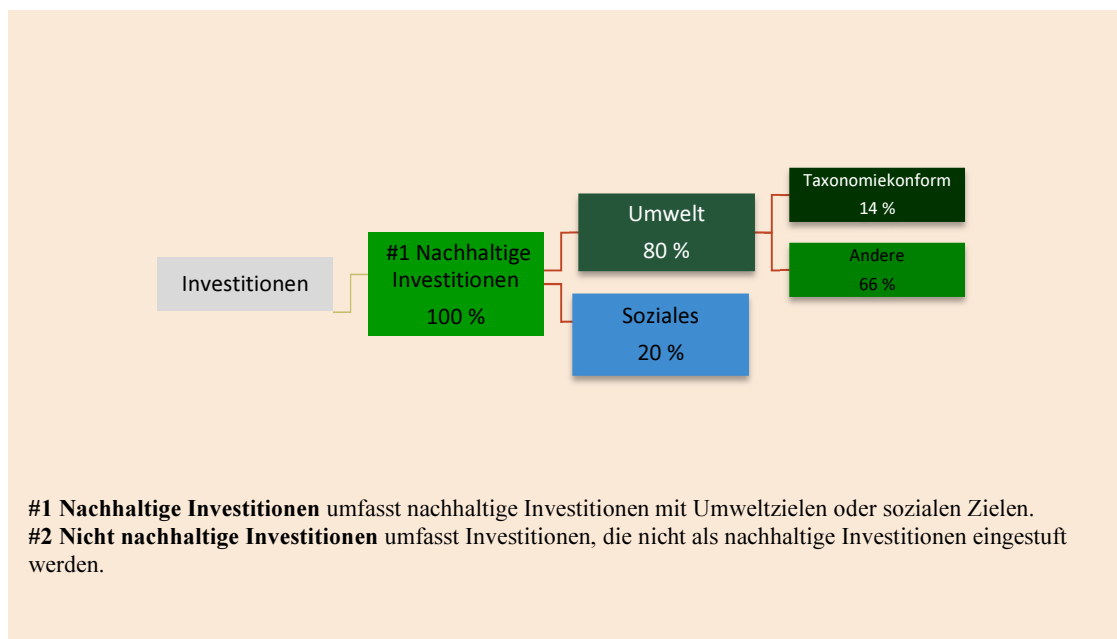 Investitionen
#1 Nachhaltige
Investitionen
100 %
Umwelt
80 %
Soziales
20 %
Taxonomiekonform
14 %
Andere
66 %
#1 Nachhaltige Investitionen umfasst nachhaltige Investitionen mit Umweltzielen oder sozialen Zielen.
#2 Nicht nachhaltige Investitionen umfasst Investitionen, die nicht als nachhaltige Investitionen eingestuft
werden.